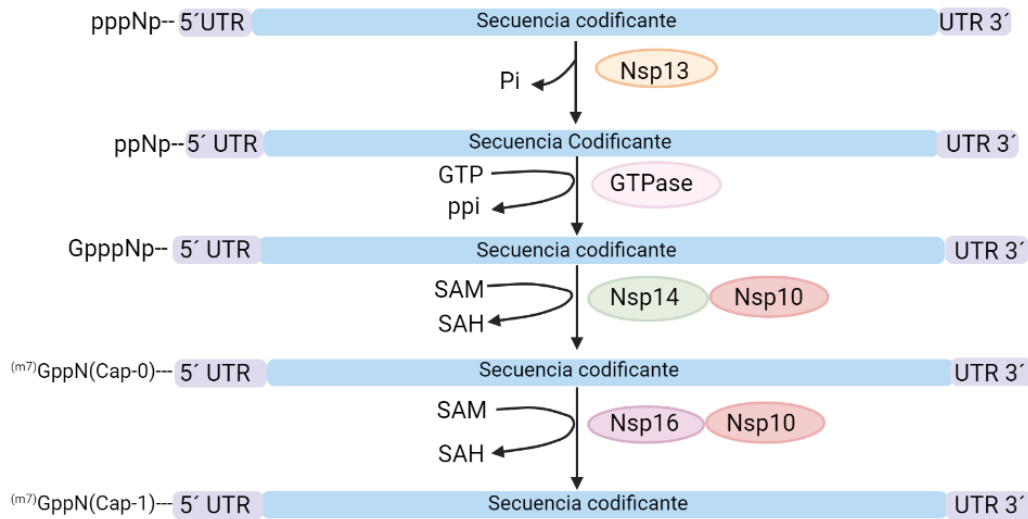 pppNp-- 5´UTR Secuencia codificante UTR 3´
Pi Nsp13
ppNp-- 5´ UTR Secuencia Codificante UTR 3´
GTP GTPase
ppi
GpppNp-- 5´ UTR Secuencia codificante UTR 3´
SAM Nsp14 Nsp10
SAH
(m7)GppN(Cap-0)--- 5´ UTR Secuencia codificante UTR 3´
SAM Nsp16 Nsp10
SAH
(m7)GppN(Cap-1)--- 5´ UTR Secuencia codificante UTR 3´